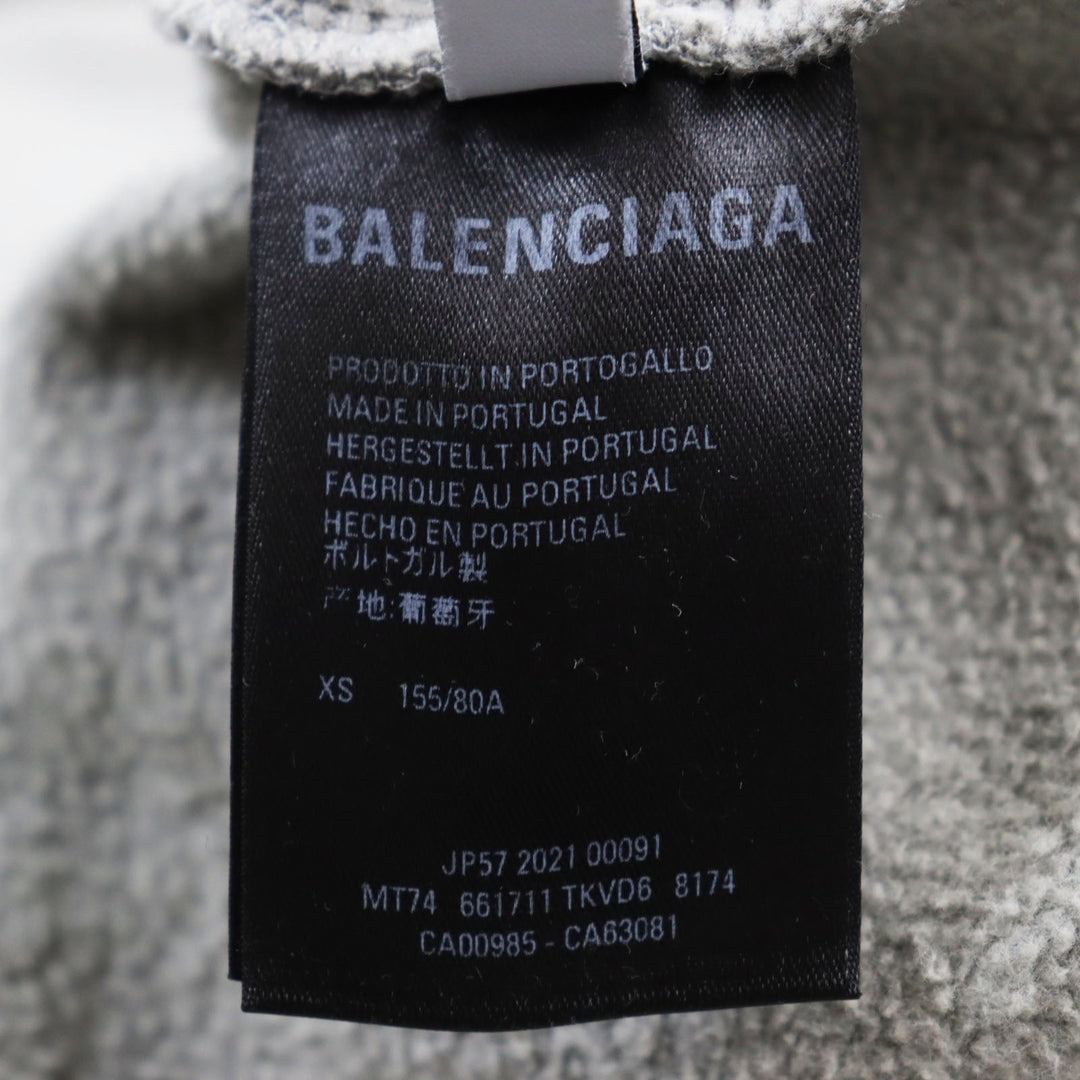 BALENCIAGA
PRODOTTO IN PORTOGALLO
MADE IN PORTUGAL
HERGESTELLT IN PORTUGAL
FABRIQUE AU PORTUGAL
HECHO EN PORTUGAL
ポルトガル製
产地:葡萄牙
XS 155/80A
JP57 2021 00091
MT74 661711 TKVD6 8174
CA00985 - CA63081